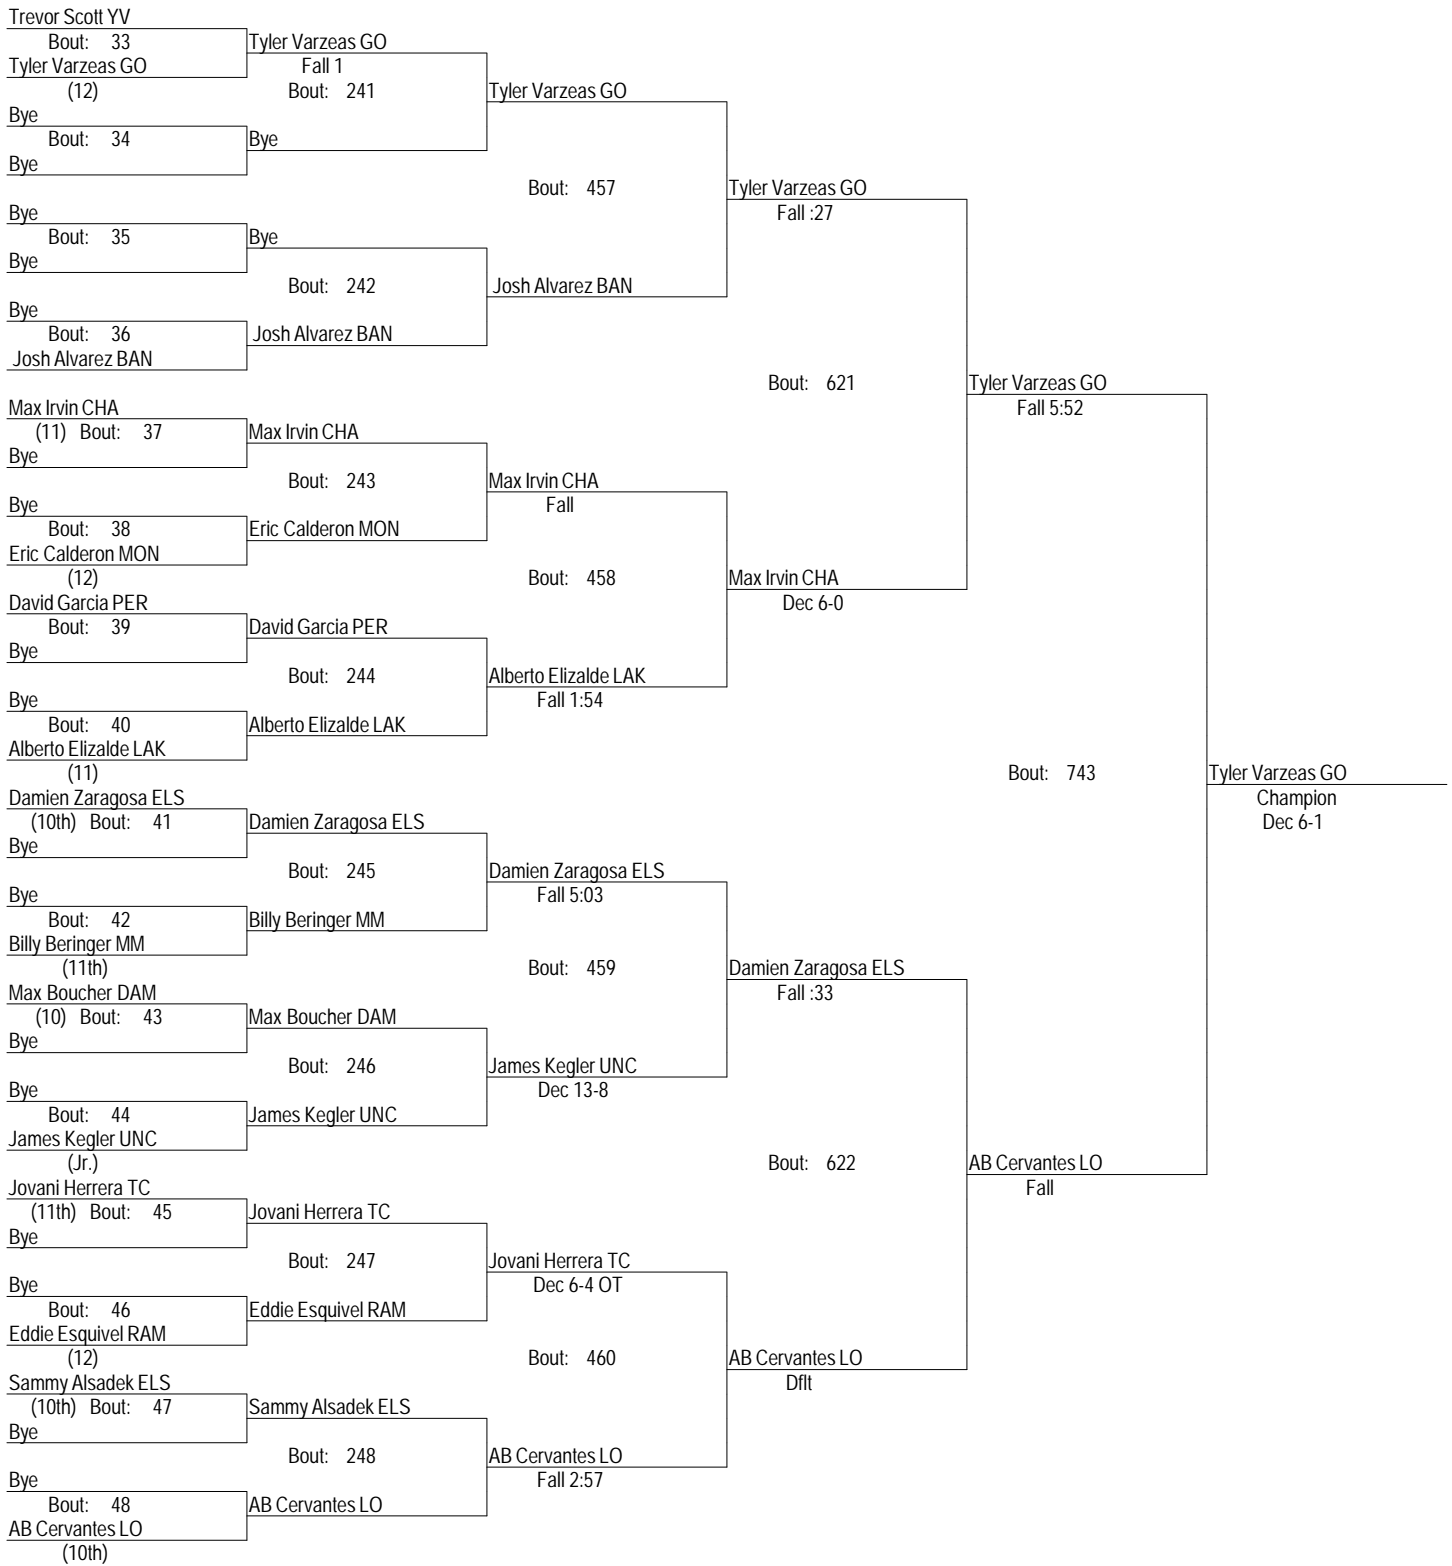 Trevor Scott YV
Bout: 33
Tyler Varzeas GO
Tyler Varzeas GO
Fall 1
(12)
Bout: 241
Tyler Varzeas GO
Bye
Bout: 34
Bye
Bye
Bout: 457
Tyler Varzeas GO
Fall :27
Bye
Bout: 35
Bye
Bye
Bout: 242
Josh Alvarez BAN
Bye
Bout: 36
Josh Alvarez BAN
Josh Alvarez BAN
Bout: 621
Tyler Varzeas GO
Fall 5:52
Max Irvin CHA
(11) Bout: 37
Max Irvin CHA
Bye
Bout: 243
Max Irvin CHA
Fall
Bye
Bout: 38
Eric Calderon MON
Eric Calderon MON
(12)
Bout: 458
Max Irvin CHA
Dec 6-0
David Garcia PER
Bout: 39
David Garcia PER
Bye
Bout: 244
Alberto Elizalde LAK
Fall 1:54
Bye
Bout: 40
Alberto Elizalde LAK
Alberto Elizalde LAK
(11)
Bout: 743
Tyler Varzeas GO
Champion
Dec 6-1
Damien Zaragosa ELS
(10th) Bout: 41
Damien Zaragosa ELS
Bye
Bout: 245
Damien Zaragosa ELS
Fall 5:03
Bye
Bout: 42
Billy Beringer MM
Billy Beringer MM
(11th)
Bout: 459
Damien Zaragosa ELS
Fall :33
Max Boucher DAM
(10) Bout: 43
Max Boucher DAM
Bye
Bout: 246
James Kegler UNC
Dec 13-8
Bye
Bout: 44
James Kegler UNC
James Kegler UNC
(Jr.)
Bout: 622
AB Cervantes LO
Fall
Jovani Herrera TC
(11th) Bout: 45
Jovani Herrera TC
Bye
Bout: 247
Jovani Herrera TC
Dec 6-4 OT
Bye
Bout: 46
Eddie Esquivel RAM
Eddie Esquivel RAM
(12)
Bout: 460
AB Cervantes LO
Dflt
Sammy Alsadek ELS
(10th) Bout: 47
Sammy Alsadek ELS
Bye
Bout: 248
AB Cervantes LO
Fall 2:57
Bye
Bout: 48
AB Cervantes LO
AB Cervantes LO
(10th)